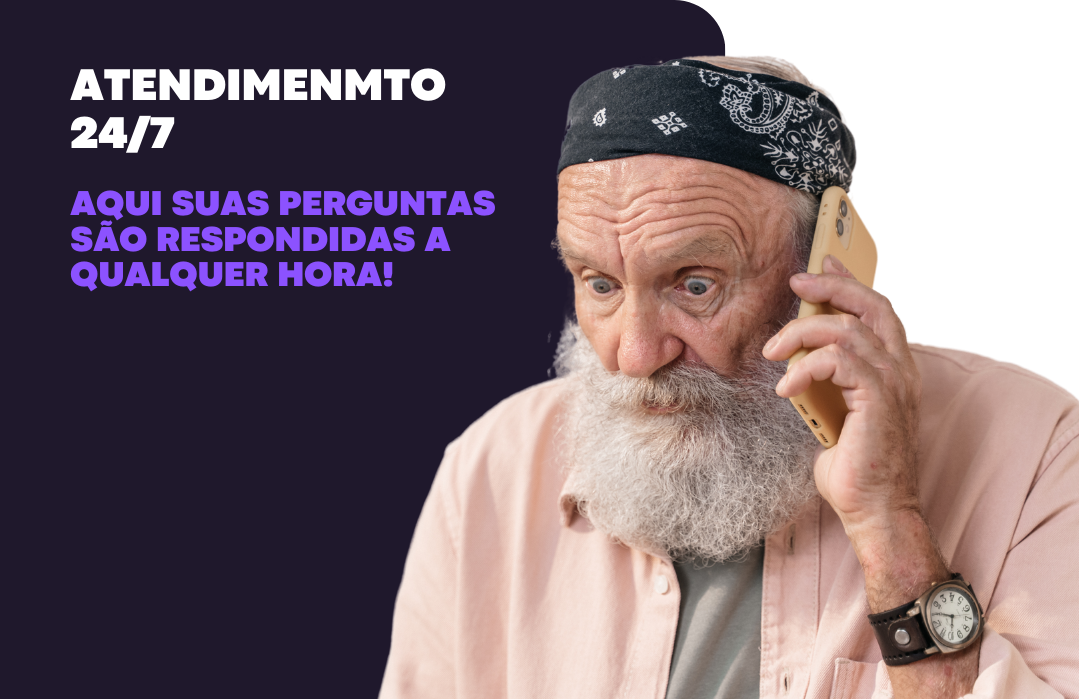 ATENDIMENMTO
24/7
AQUI SUAS PERGUNTAS
SÃO RESPONDIDAS A
QUALQUER HORA!